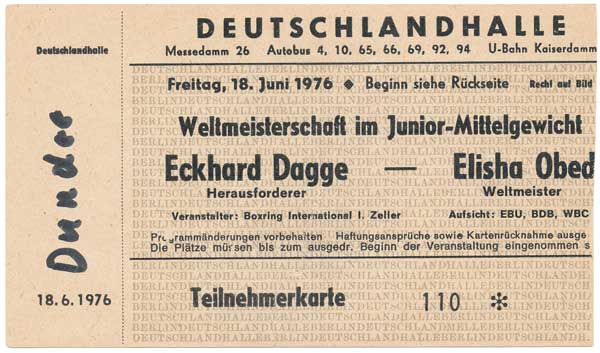 Deutschlandhalle
Dundee
18.6.1976
DEUTSCHLANDHALLE
Messedamm 26 Autobus 4, 10, 65, 66, 69, 92, 94 U-Bahn Kaiserdamm
Freitag, 18. Juni 1976 ◆ Beginn siehe Rückseite Recht auf Bild
Weltmeisterschaft im Junior-Mittelgewicht
Eckhard Dagge — Elisha Obed
Herausforderer Weltmeister
Veranstalter: Boxring International I. Zeller Aufsicht: EBU, BDB, WBC
Programmänderungen vorbehalten Haftungsansprüche sowie Kartenrücknahme ausge
Die Plätze müssen bis zum ausgedr. Beginn der Veranstaltung eingenommen s
Teilnehmerkarte 110 ✻